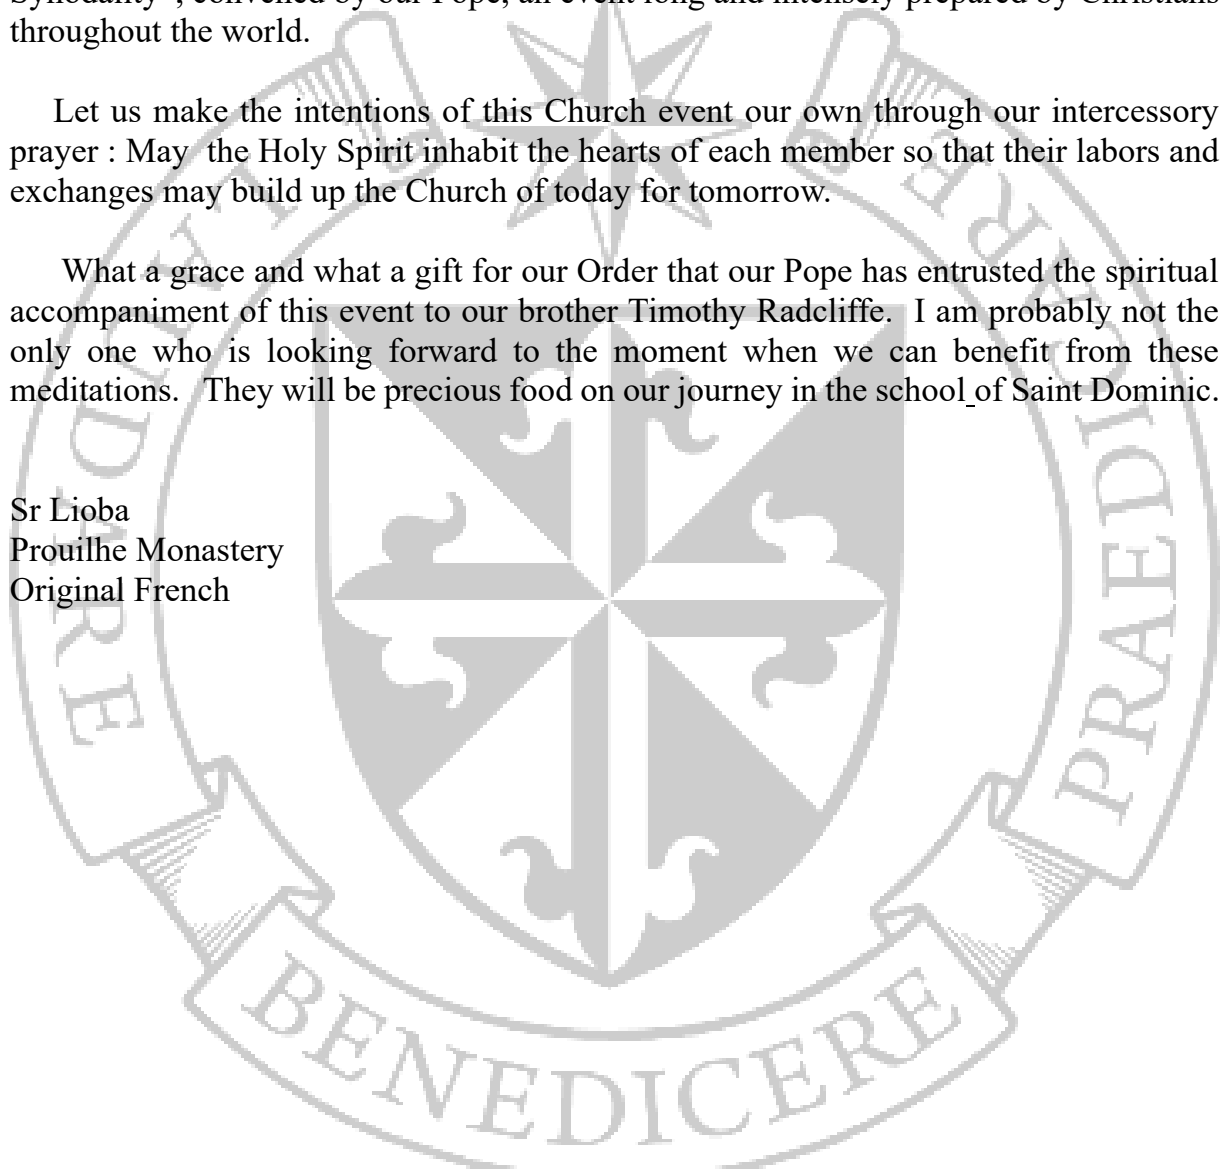 Synodality", convened by our Pope, an event long and intensely prepared by Christians
throughout the world.
Let us make the intentions of this Church event our own through our intercessory
prayer : May the Holy Spirit inhabit the hearts of each member so that their labors and
exchanges may build up the Church of today for tomorrow.
What a grace and what a gift for our Order that our Pope has entrusted the spiritual
accompaniment of this event to our brother Timothy Radcliffe. I am probably not the
only one who is looking forward to the moment when we can benefit from these
meditations. They will be precious food on our journey in the school of Saint Dominic.
Sr Lioba
Prouilhe Monastery
Original French
LAUDARE
BENEDICERE
PRAEDICARE